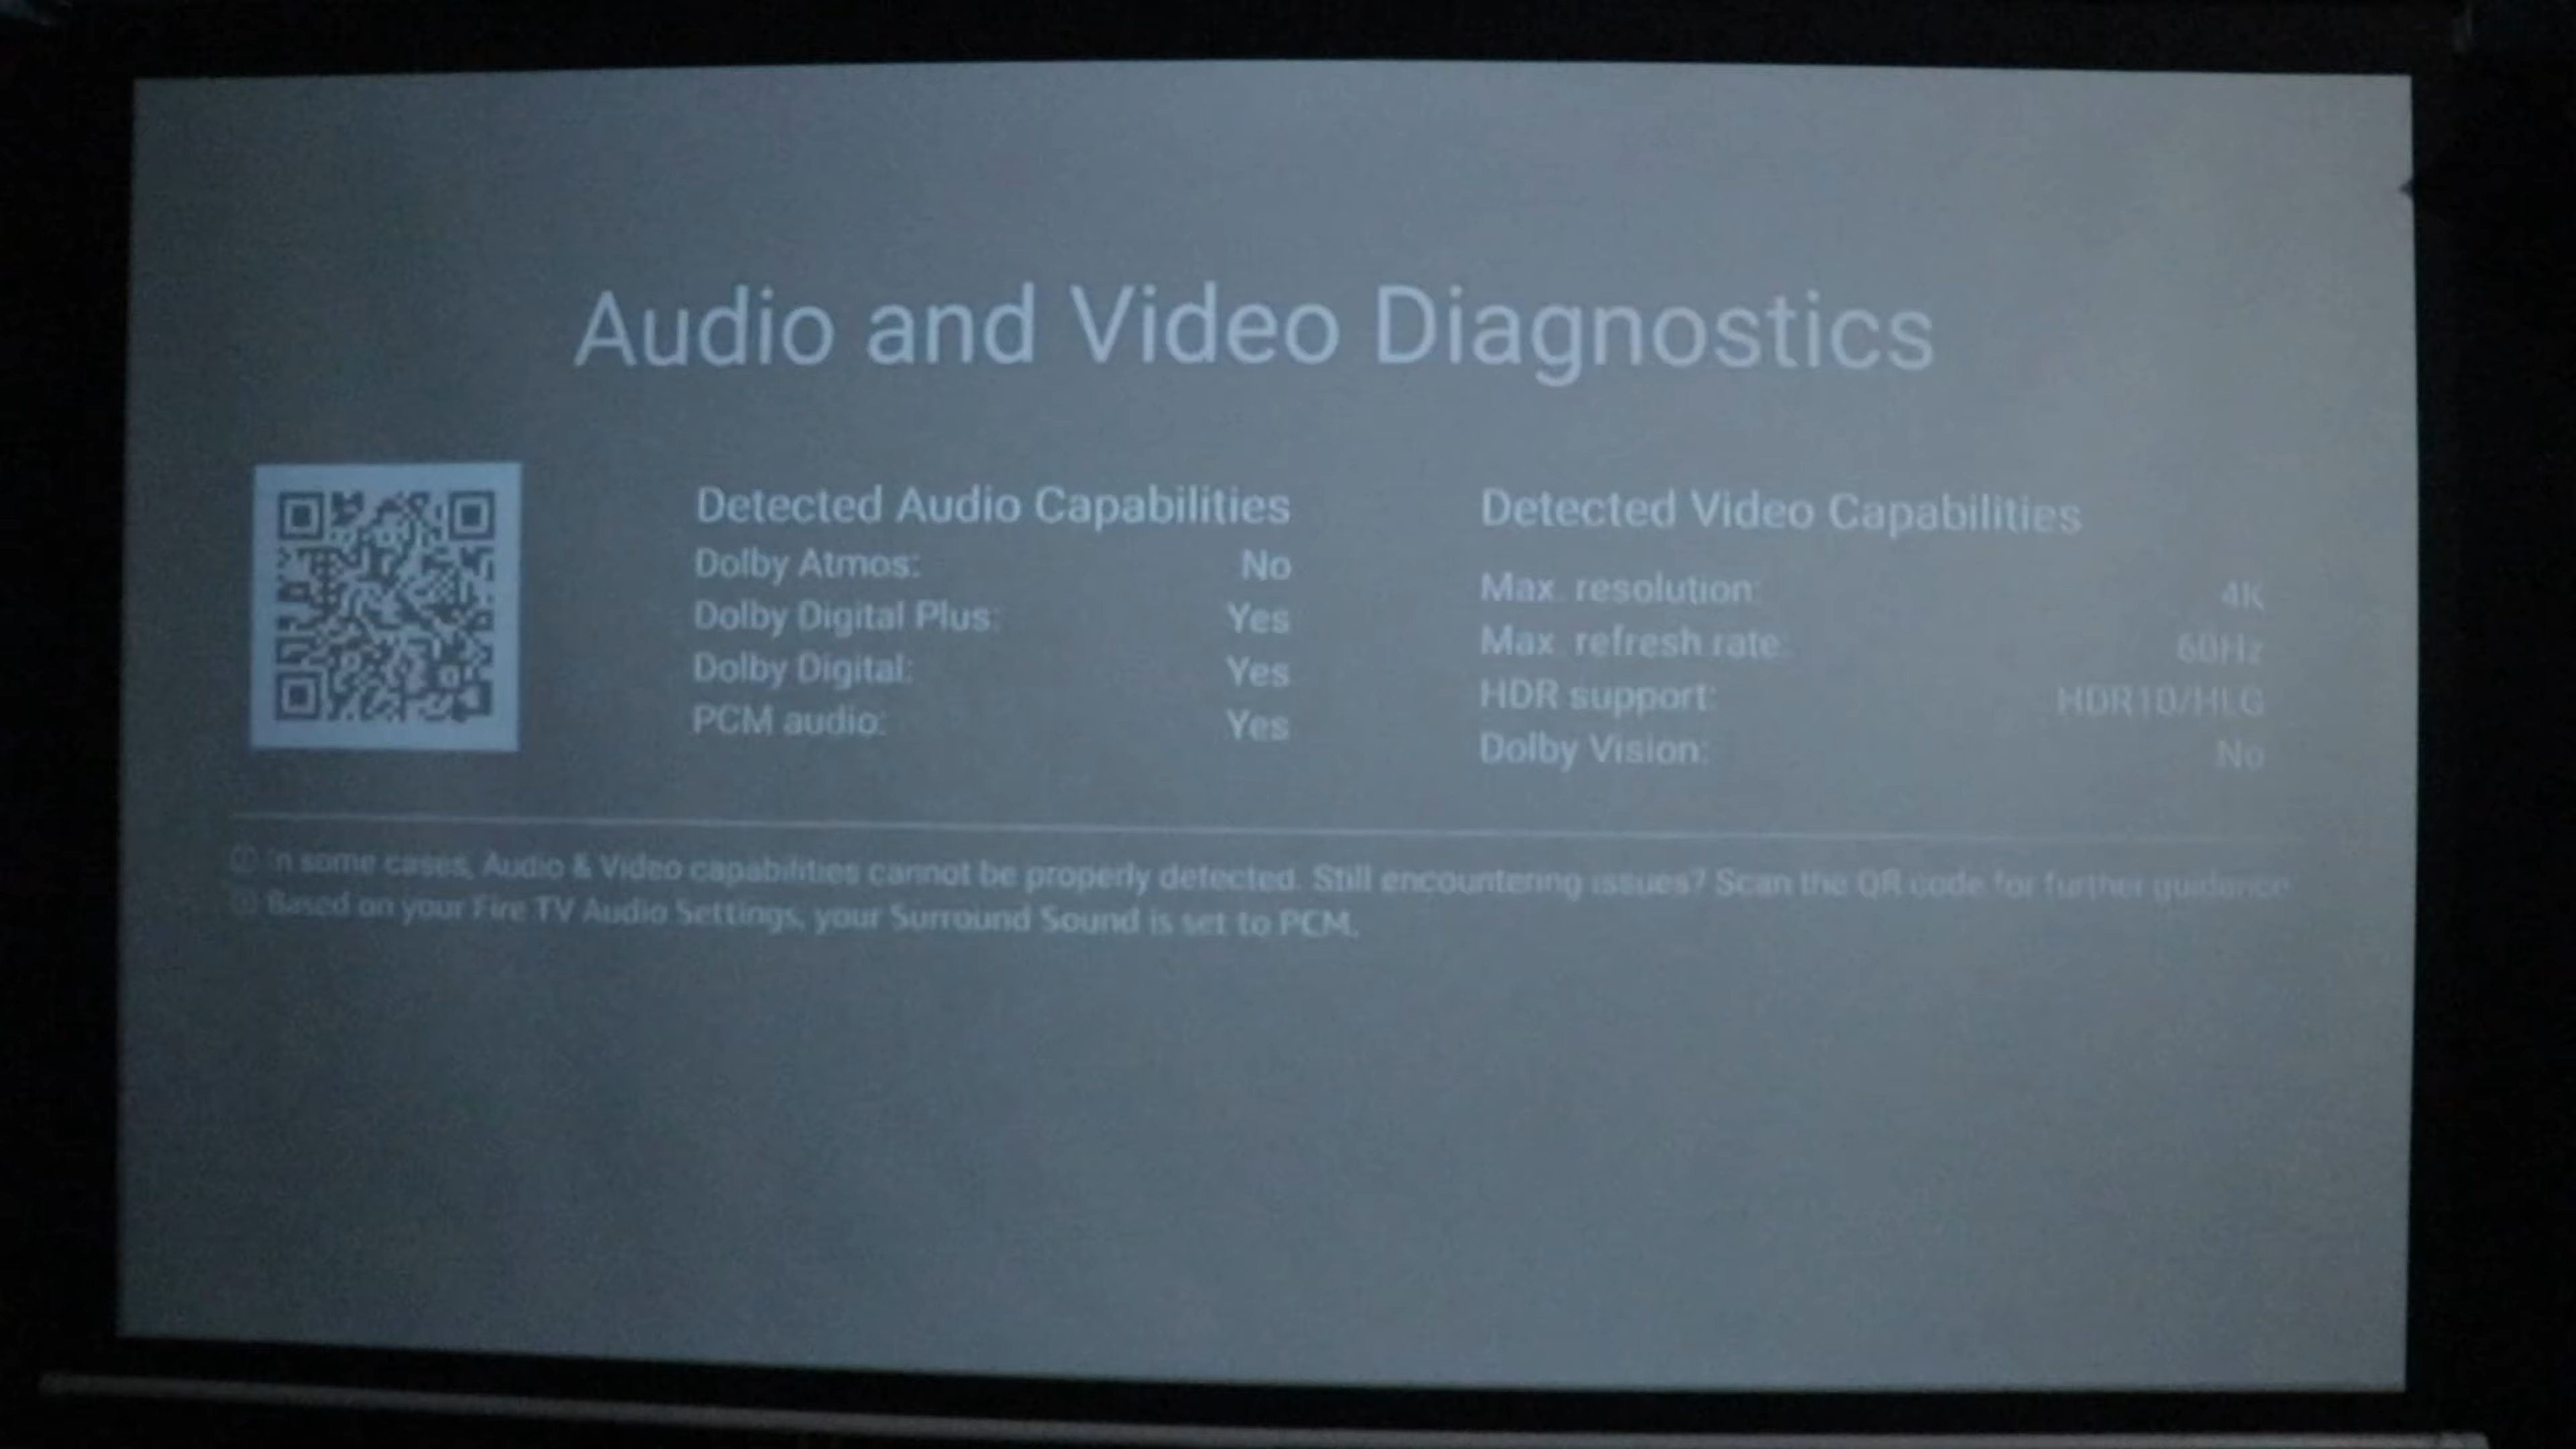 Audio and Video Diagnostics
Detected Audio Capabilities
Dolby Atmos: No
Dolby Digital Plus: Yes
Dolby Digital: Yes
PCM audio: Yes
Detected Video Capabilities
Max. resolution: 4K
Max. refresh rate: 60Hz
HDR support: HDR10/HLG
Dolby Vision: No
In some cases, Audio & Video capabilities cannot be properly detected. Still encountering issues? Scan the QR code for further guidance
Based on your Fire TV Audio Settings, your Surround Sound is set to PCM.